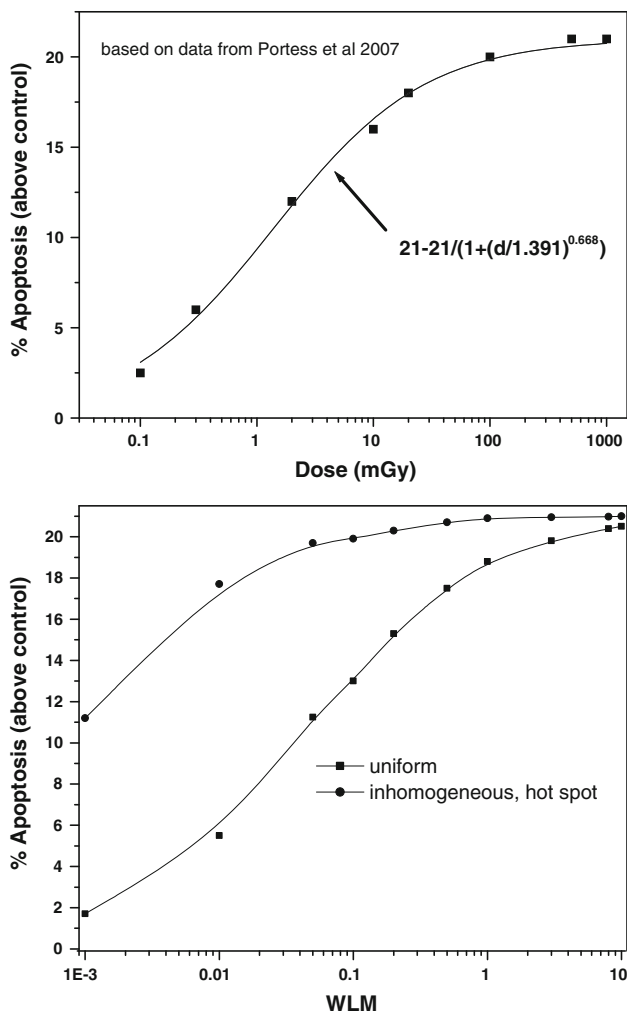 based on data from Portess et al 2007
% Apoptosis (above control)
20
15
10
5
0
21-21/(1+(d/1.391)^0.668)
0.1 1 10 100 1000
Dose (mGy)
% Apoptosis (above control)
20
18
16
14
12
10
8
6
4
2
0
uniform
inhomogeneous, hot spot
1E-3 0.01 0.1 1 10
WLM